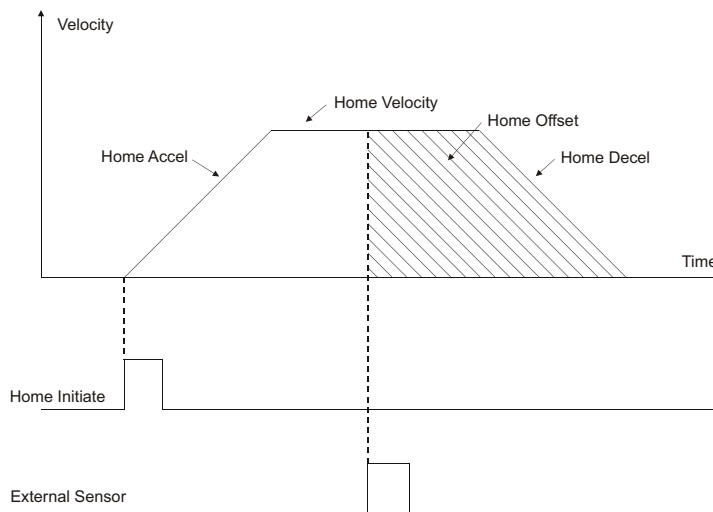 Velocity
Home Velocity
Home Offset
Home Accel
Home Decel
Time
Home Initiate
External Sensor